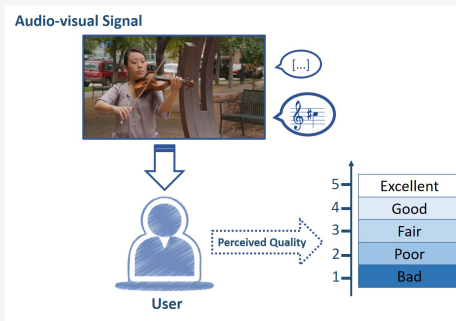 Audio-visual Signal
[...]
User
Perceived Quality
5
4
3
2
1
Excellent
Good
Fair
Poor
Bad